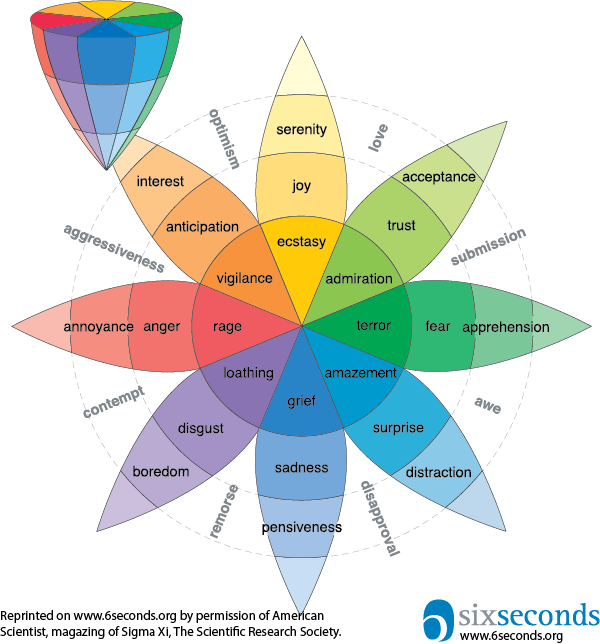 optimism
serenity
love
interest
joy
acceptance
anticipation
trust
aggressiveness
ecstasy
submission
vigilance
admiration
annoyance
anger
rage
terror
fear
apprehension
loathing
amazement
grief
contempt
awe
disgust
surprise
boredom
sadness
distraction
remorse
pensiveness
disapproval
Reprinted on www.6seconds.org by permission of American
Scientist, magazing of Sigma Xi, The Scientific Research Society.
6 sixseconds
www.6seconds.org